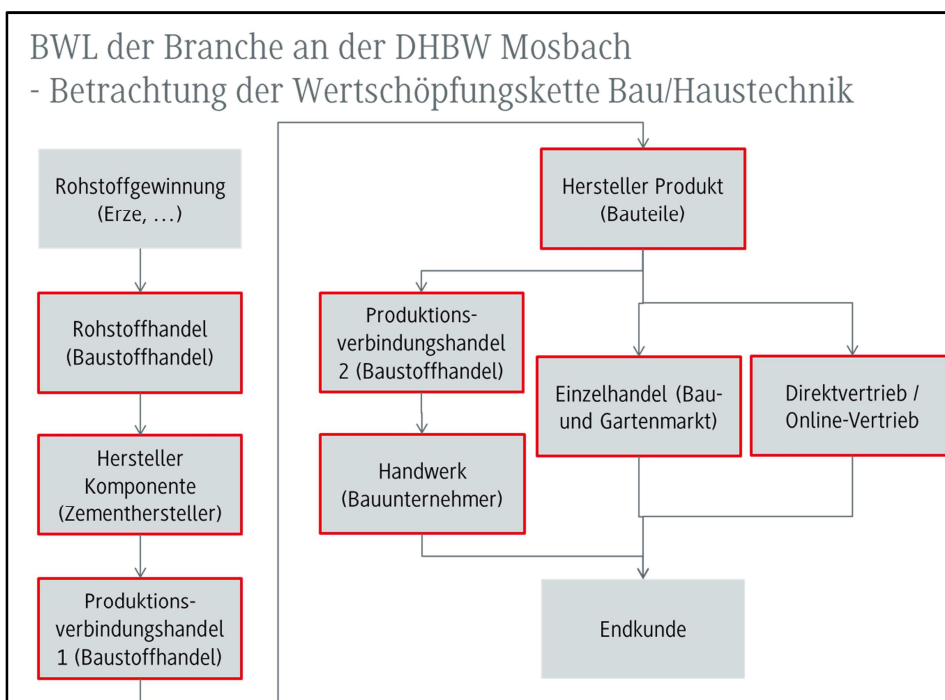 BWL der Branche an der DHBW Mosbach
- Betrachtung der Wertschöpfungskette Bau/Haustechnik
Rohstoffgewinnung
(Erze, ...)
Rohstoffhandel
(Baustoffhandel)
Hersteller
Komponente
(Zementhersteller)
Produktions-
verbindungshandel
1 (Baustoffhandel)
Hersteller Produkt
(Bauteile)
Produktions-
verbindungshandel
2 (Baustoffhandel)
Handwerk
(Bauunternehmer)
Einzelhandel (Bau-
und Gartenmarkt)
Direktvertrieb /
Online-Vertrieb
Endkunde